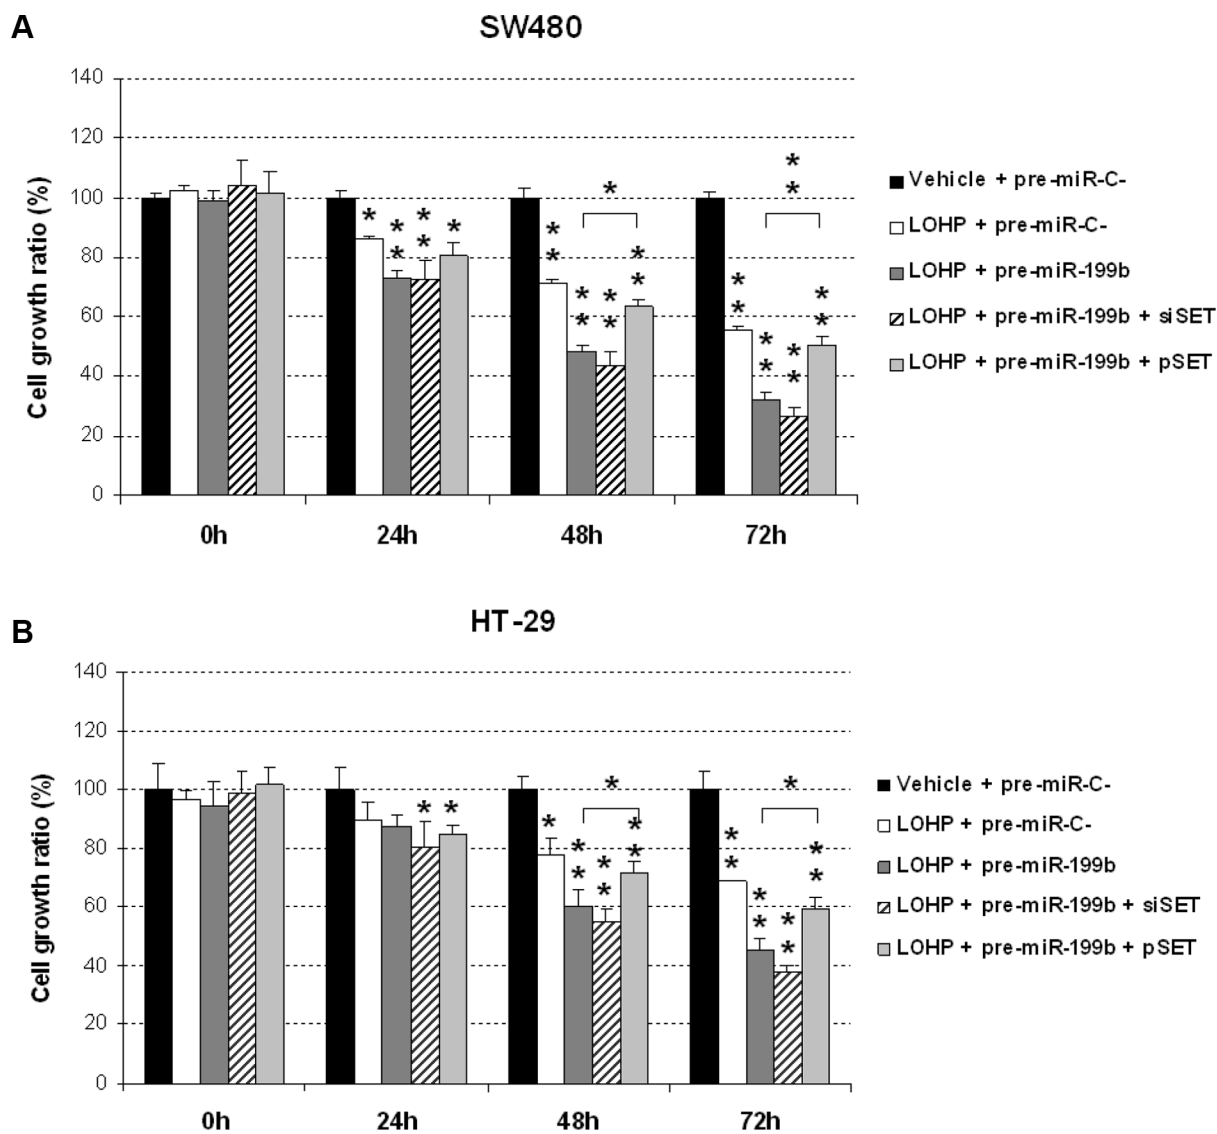 A
SW480
140
120
100
80
60
40
20
0
Cell growth ratio (%)
0h 24h 48h 72h
* ** ** * ** ** ** ** * ** ** ** ** **
Vehicle + pre-miR-C-
LOHP + pre-miR-C-
LOHP + pre-miR-199b
LOHP + pre-miR-199b + siSET
LOHP + pre-miR-199b + pSET
B
HT-29
140
120
100
80
60
40
20
0
Cell growth ratio (%)
0h 24h 48h 72h
* * * ** ** ** * ** ** ** ** *
Vehicle + pre-miR-C-
LOHP + pre-miR-C-
LOHP + pre-miR-199b
LOHP + pre-miR-199b + siSET
LOHP + pre-miR-199b + pSET